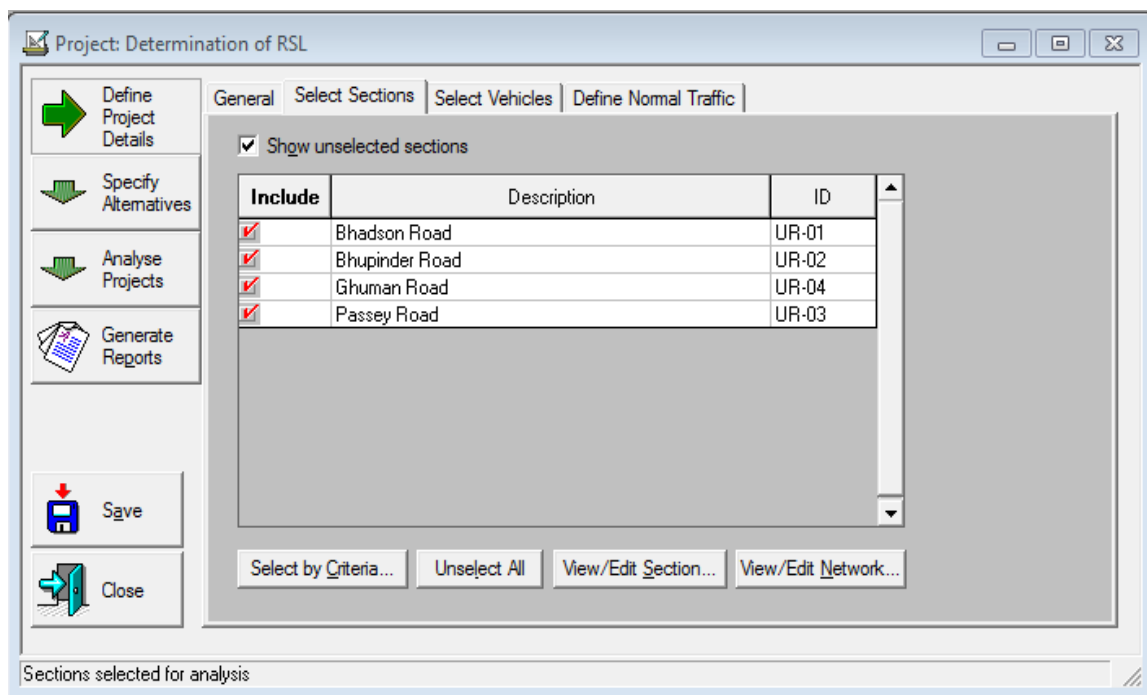 Project: Determination of RSL
Define
Project
Details
Specify
Alternatives
Analyse
Projects
Generate
Reports
Save
Close
General Select Sections Select Vehicles Define Normal Traffic
Show unselected sections
Include Description ID
Bhadson Road UR-01
Bhupinder Road UR-02
Ghuman Road UR-04
Passey Road UR-03
Select by Criteria... Unselect All View/Edit Section... View/Edit Network...
Sections selected for analysis